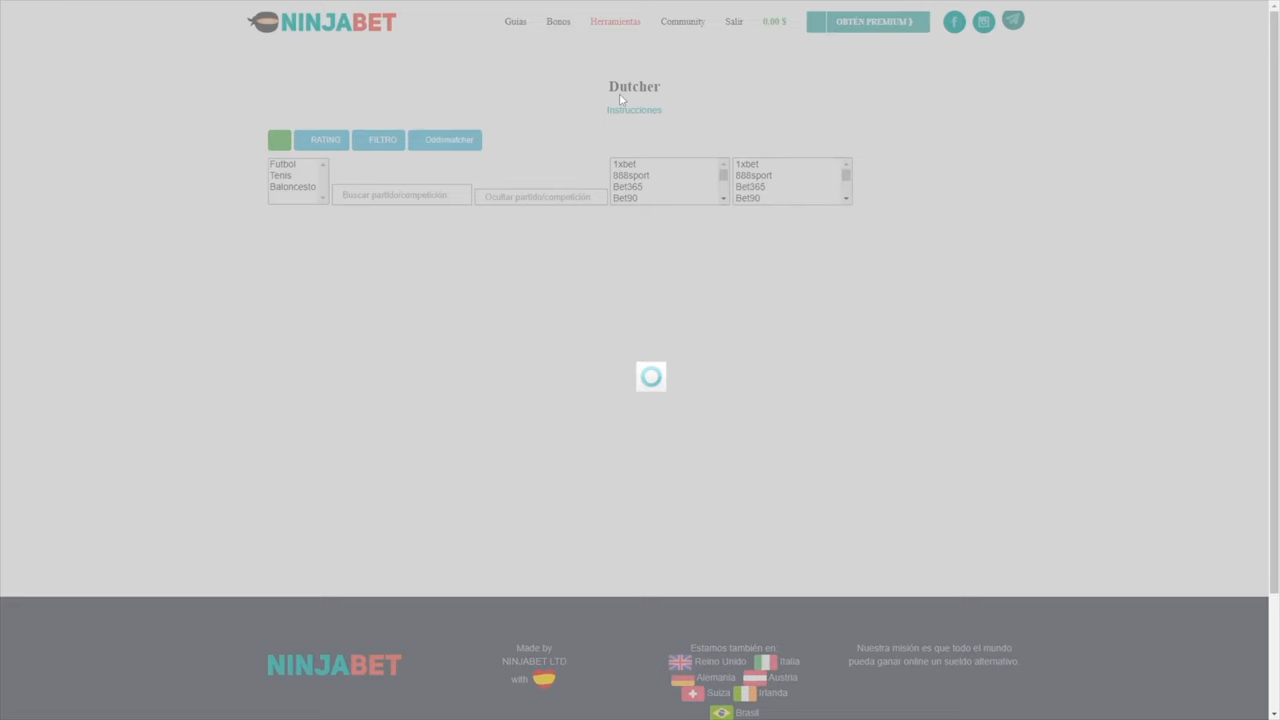 NINJABET
Guías Bonos Herramientas Community Salir 0.00 $ OBTÉN PREMIUM ❯
Dutcher
Instrucciones
RATING FILTRO Oddsmatcher
Futbol
Tenis
Baloncesto
Buscar partido/competición
Ocultar partido/competición
1xbet
888sport
Bet365
Bet90
1xbet
888sport
Bet365
Bet90
NINJABET
Made by
NINJABET LTD
with
Estamos también en:
Reino Unido Italia
Alemania Austria
Suiza Irlanda
Brasil
Nuestra misión es que todo el mundo
pueda ganar online un sueldo alternativo.